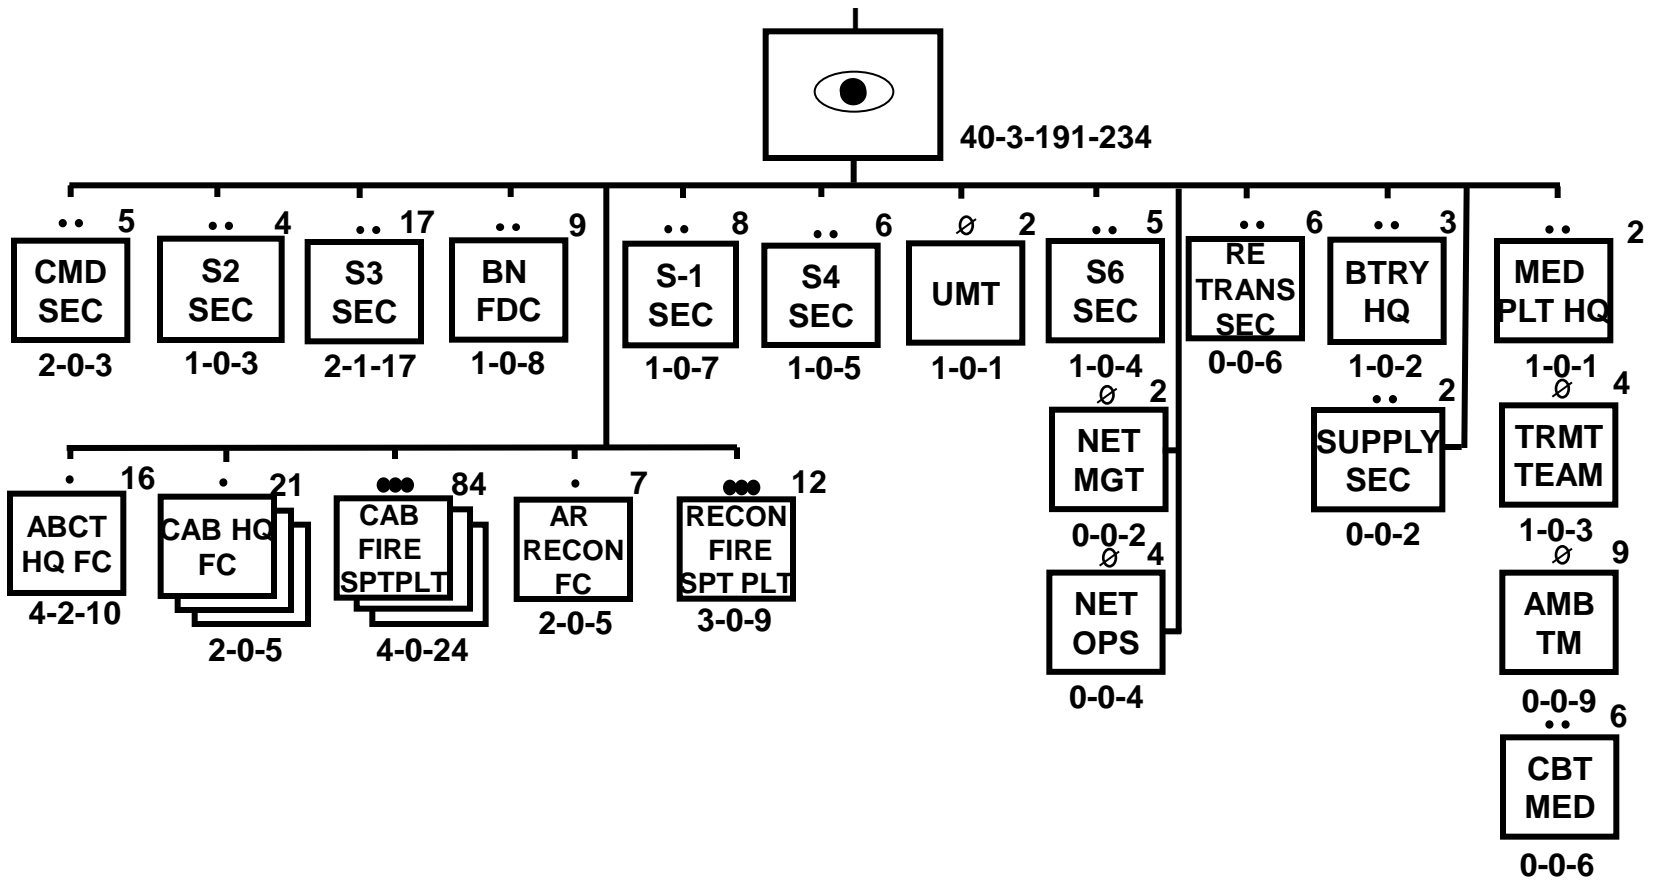 40-3-191-234
5
CMD
SEC
2-0-3
4
S2
SEC
1-0-3
17
S3
SEC
2-1-17
9
BN
FDC
1-0-8
8
S-1
SEC
1-0-7
6
S4
SEC
1-0-5
Ø 2
UMT
1-0-1
5
S6
SEC
1-0-4
Ø 2
NET
MGT
0-0-2
Ø 4
NET
OPS
0-0-4
6
RE
TRANS
SEC
0-0-6
3
BTRY
HQ
1-0-2
2
SUPPLY
SEC
0-0-2
2
MED
PLT HQ
1-0-1
Ø 4
TRMT
TEAM
1-0-3
Ø 9
AMB
TM
0-0-9
6
CBT
MED
0-0-6
16
ABCT
HQ FC
4-2-10
21
CAB HQ
FC
2-0-5
84
CAB
FIRE
SPTPLT
4-0-24
7
AR
RECON
FC
2-0-5
12
RECON
FIRE
SPT PLT
3-0-9